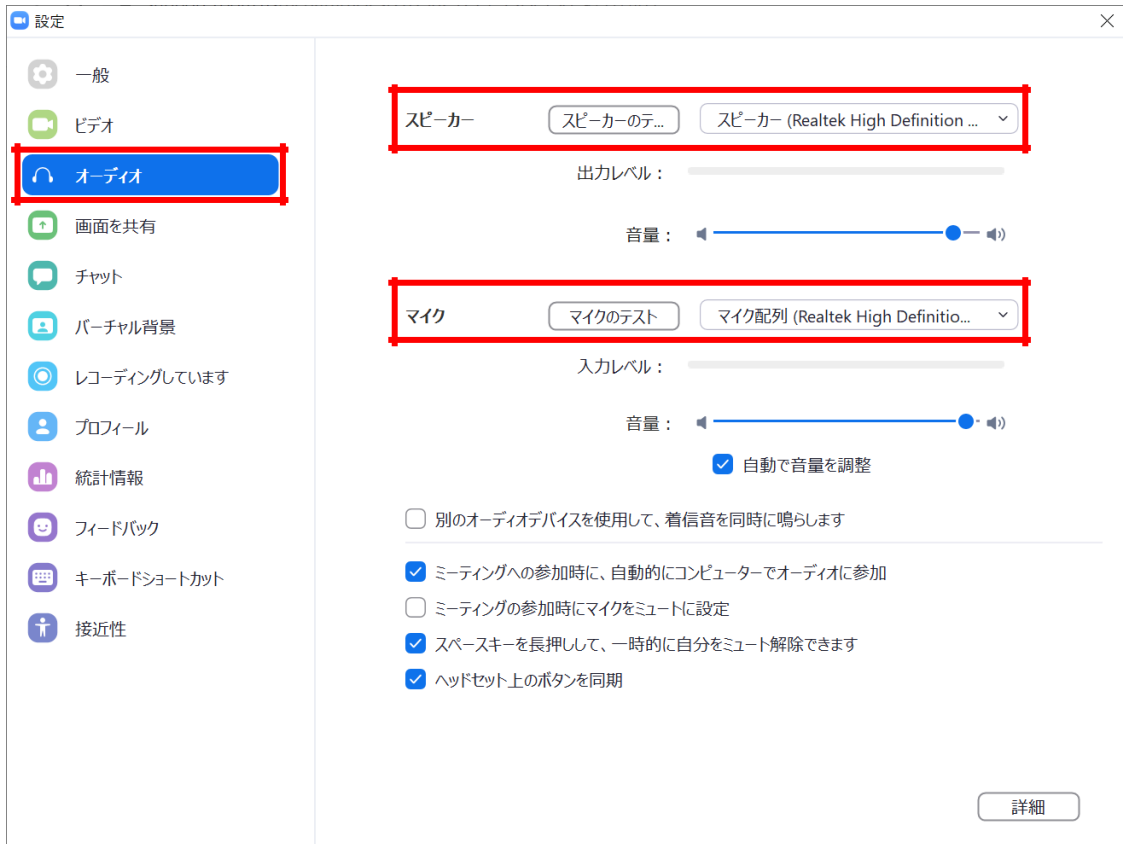 設定
一般
ビデオ
オーディオ
画面を共有
チャット
バーチャル背景
レコーディングしています
プロフィール
統計情報
フィードバック
キーボードショートカット
接近性
スピーカー スピーカーのテ... スピーカー (Realtek High Definition ...
出力レベル：
音量：
マイク マイクのテスト マイク配列 (Realtek High Definitio...
入力レベル：
音量：
自動で音量を調整
別のオーディオデバイスを使用して、着信音を同時に鳴らします
ミーティングへの参加時に、自動的にコンピューターでオーディオに参加
ミーティングの参加時にマイクをミュートに設定
スペースキーを長押しして、一時的に自分をミュート解除できます
ヘッドセット上のボタンを同期
詳細